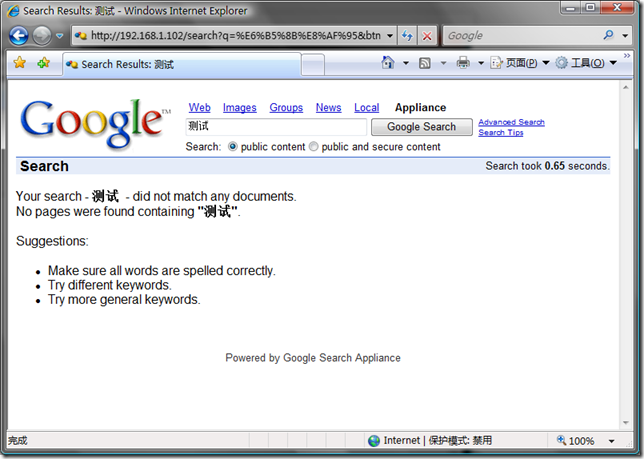 Search Results: 测试 - Windows Internet Explorer
http://192.168.1.102/search?q=%E6%B5%8B%E8%AF%95&btn
Google
Search Results: 测试
页面(P)
工具(O)
Google™
Web Images Groups News Local Appliance
测试
Google Search
Advanced Search
Search Tips
Search: public content public and secure content
Search
Search took 0.65 seconds.
Your search - 测试 - did not match any documents.
No pages were found containing "测试".
Suggestions:
Make sure all words are spelled correctly.
Try different keywords.
Try more general keywords.
Powered by Google Search Appliance
完成
Internet | 保护模式: 禁用
100%